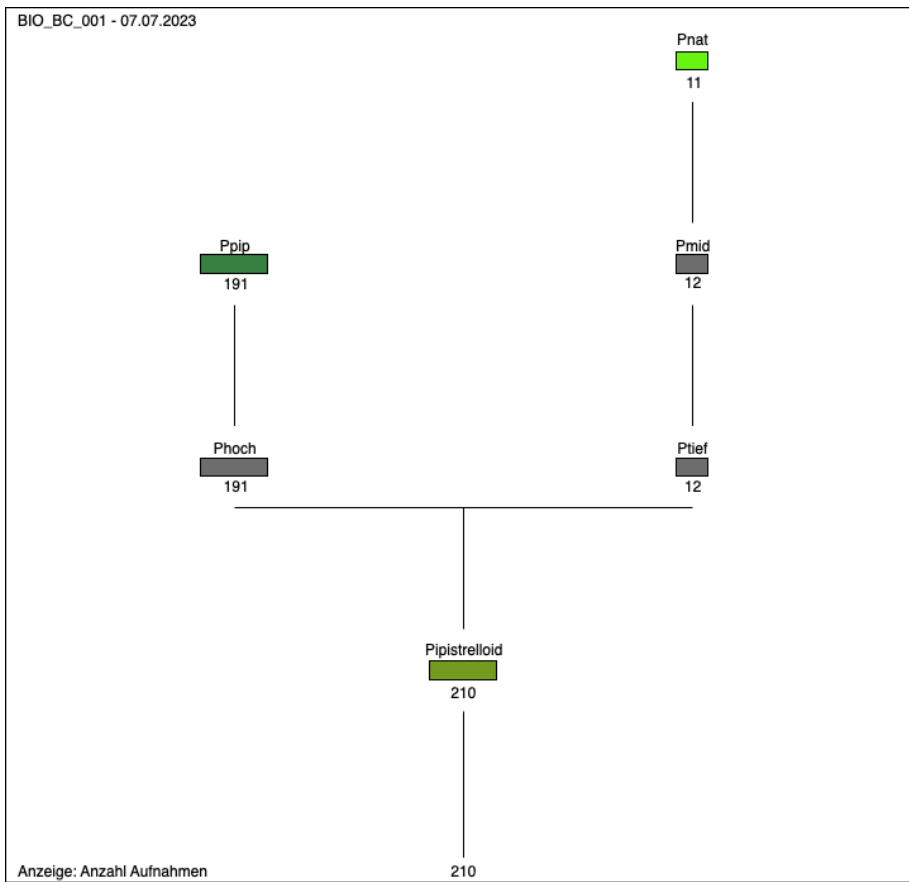 BIO_BC_001 - 07.07.2023
Pnat
11
Ppip
191
Pmid
12
Phoch
191
Ptief
12
Pipistrelloid
210
Anzeige: Anzahl Aufnahmen
210